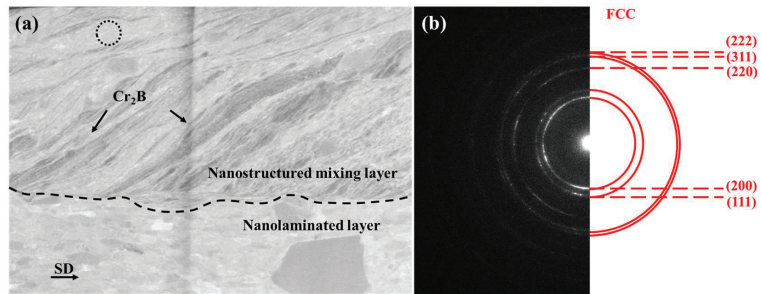 (a)
Cr₂B
Nanostructured mixing layer
Nanolaminated layer
SD
(b)
FCC
(222)
(311)
(220)
(200)
(111)